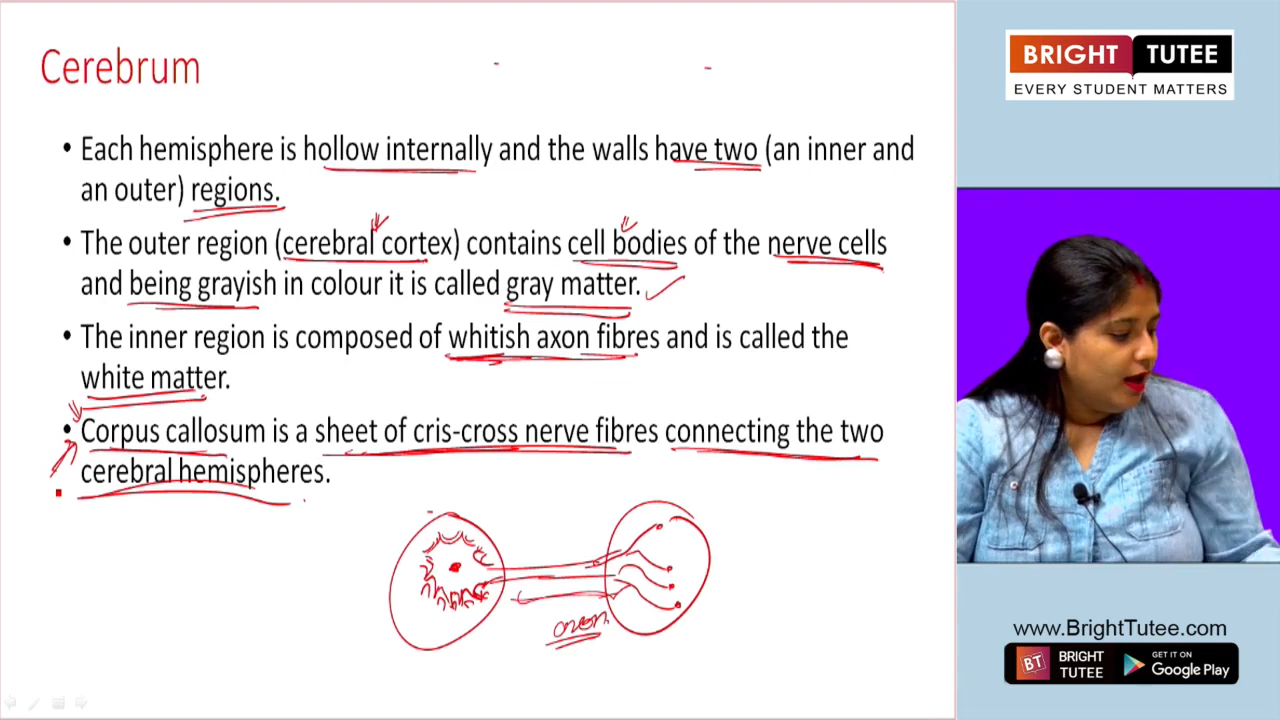 Cerebrum
• Each hemisphere is hollow internally and the walls have two (an inner and
an outer) regions.
• The outer region (cerebral cortex) contains cell bodies of the nerve cells
and being grayish in colour it is called gray matter.
• The inner region is composed of whitish axon fibres and is called the
white matter.
• Corpus callosum is a sheet of cris-cross nerve fibres connecting the two
cerebral hemispheres.
axon
BRIGHT TUTEE
EVERY STUDENT MATTERS
www.BrightTutee.com
BT BRIGHT TUTEE
GET IT ON
Google Play